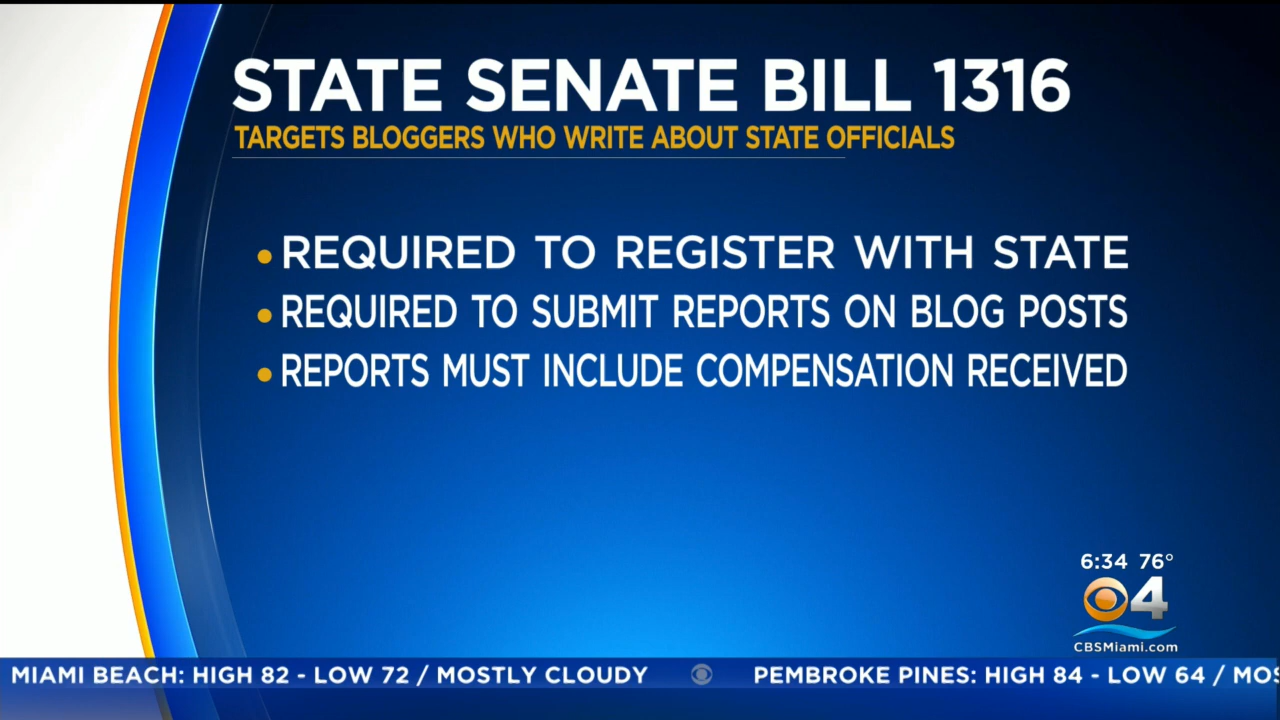 STATE SENATE BILL 1316
TARGETS BLOGGERS WHO WRITE ABOUT STATE OFFICIALS
• REQUIRED TO REGISTER WITH STATE
• REQUIRED TO SUBMIT REPORTS ON BLOG POSTS
• REPORTS MUST INCLUDE COMPENSATION RECEIVED
6:34 76°
4
CBSMiami.com
MIAMI BEACH: HIGH 82 - LOW 72 / MOSTLY CLOUDY PEMBROKE PINES: HIGH 84 - LOW 64 /